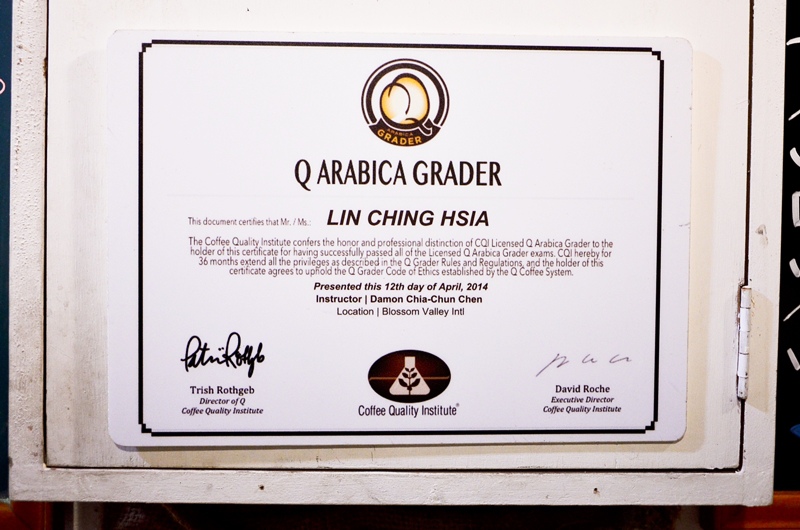 ARABICA
GRADER
Q ARABICA GRADER
This document certifies that Mr. / Ms.: LIN CHING HSIA
The Coffee Quality Institute confers the honor and professional distinction of CQI Licensed Q Arabica Grader to the
holder of this certificate for having successfully passed all of the Licensed Q Arabica Grader exams. CQI hereby for
36 months extend all the privileges as described in the Q Grader Rules and Regulations, and the holder of this
certificate agrees to uphold the Q Grader Code of Ethics established by the Q Coffee System.
Presented this 12th day of April, 2014
Instructor | Damon Chia-Chun Chen
Location | Blossom Valley Intl
Trish Rothgeb
Director of Q
Coffee Quality Institute
Coffee Quality Institute®
David Roche
Executive Director
Coffee Quality Institute